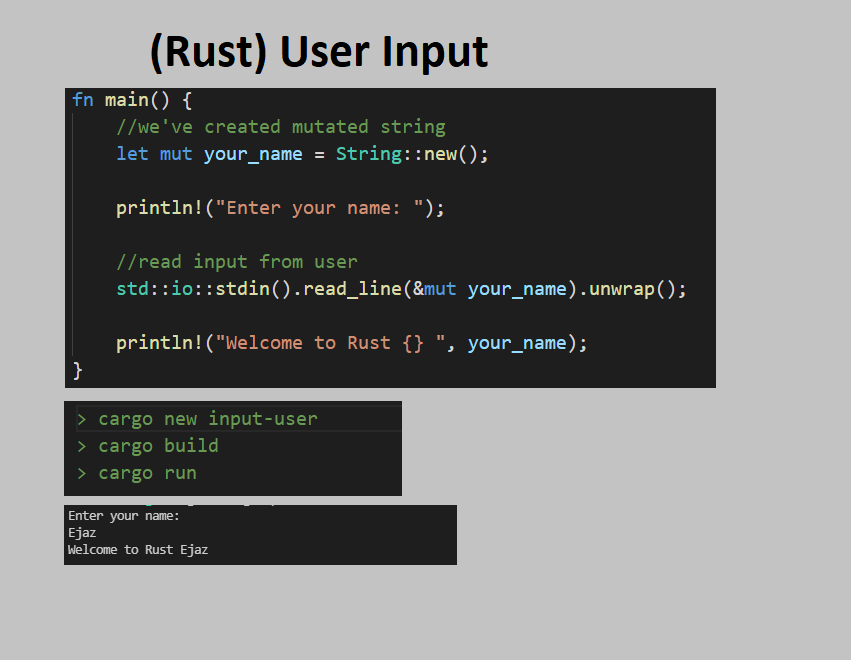 (Rust) User Input
fn main() {
//we've created mutated string
let mut your_name = String::new();
println!("Enter your name: ");
//read input from user
std::io::stdin().read_line(&mut your_name).unwrap();
println!("Welcome to Rust {} ", your_name);
}
> cargo new input-user
> cargo build
> cargo run
Enter your name:
Ejaz
Welcome to Rust Ejaz